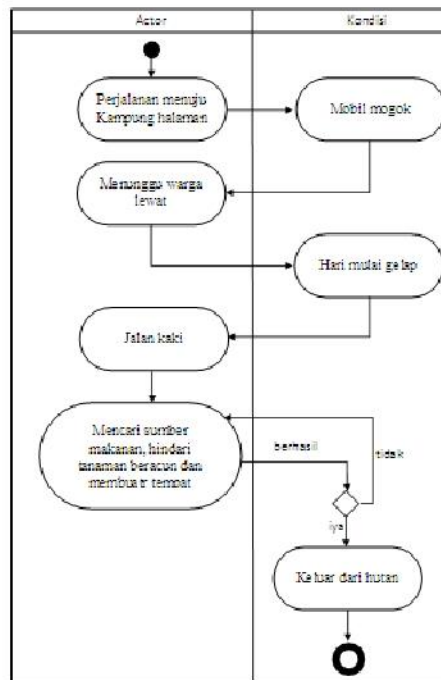 Actor
Kondisi
Perjalanan menuju
Kampung halaman
Mobil mogok
Menunggu warga
lewat
Hari mulai gelap
Jalan kaki
Mencari sumber
makanan, hindari
tanaman beracun dan
membuat tempat
berhasil
tidak
iya
Keluar dari hutan